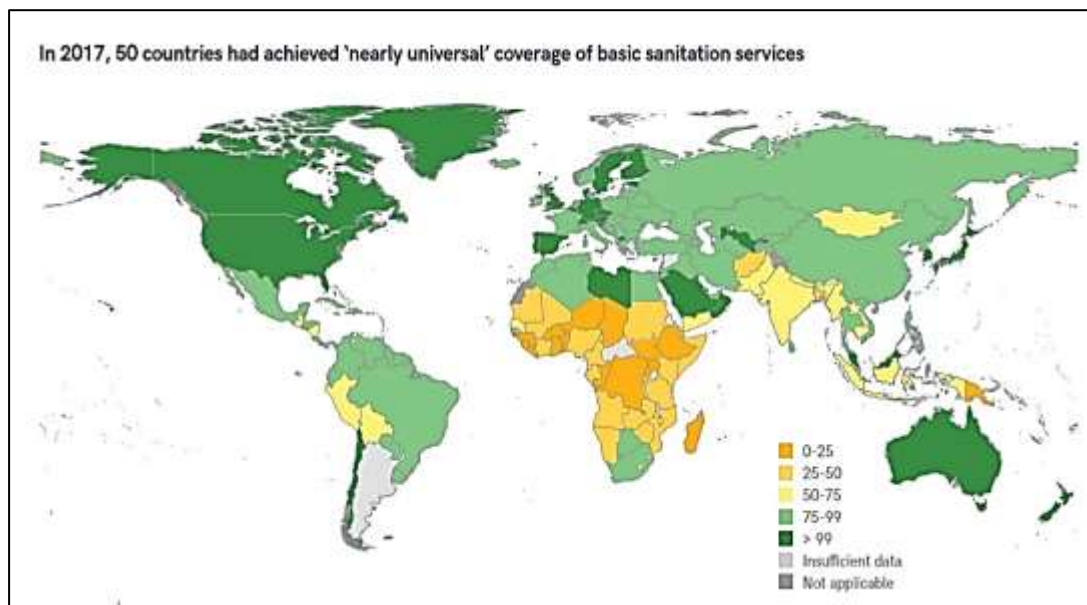 In 2017, 50 countries had achieved ‘nearly universal’ coverage of basic sanitation services
0-25
25-50
50-75
75-99
> 99
Insufficient data
Not applicable